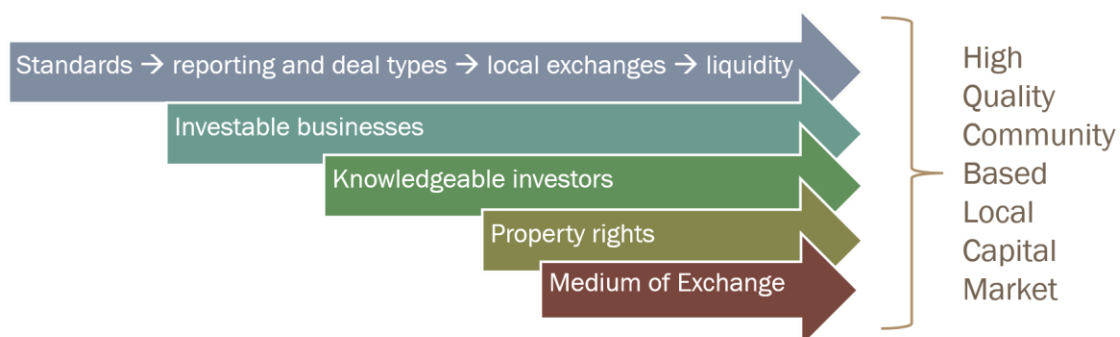 Standards → reporting and deal types → local exchanges → liquidity
Investable businesses
Knowledgeable investors
Property rights
Medium of Exchange
High
Quality
Community
Based
Local
Capital
Market